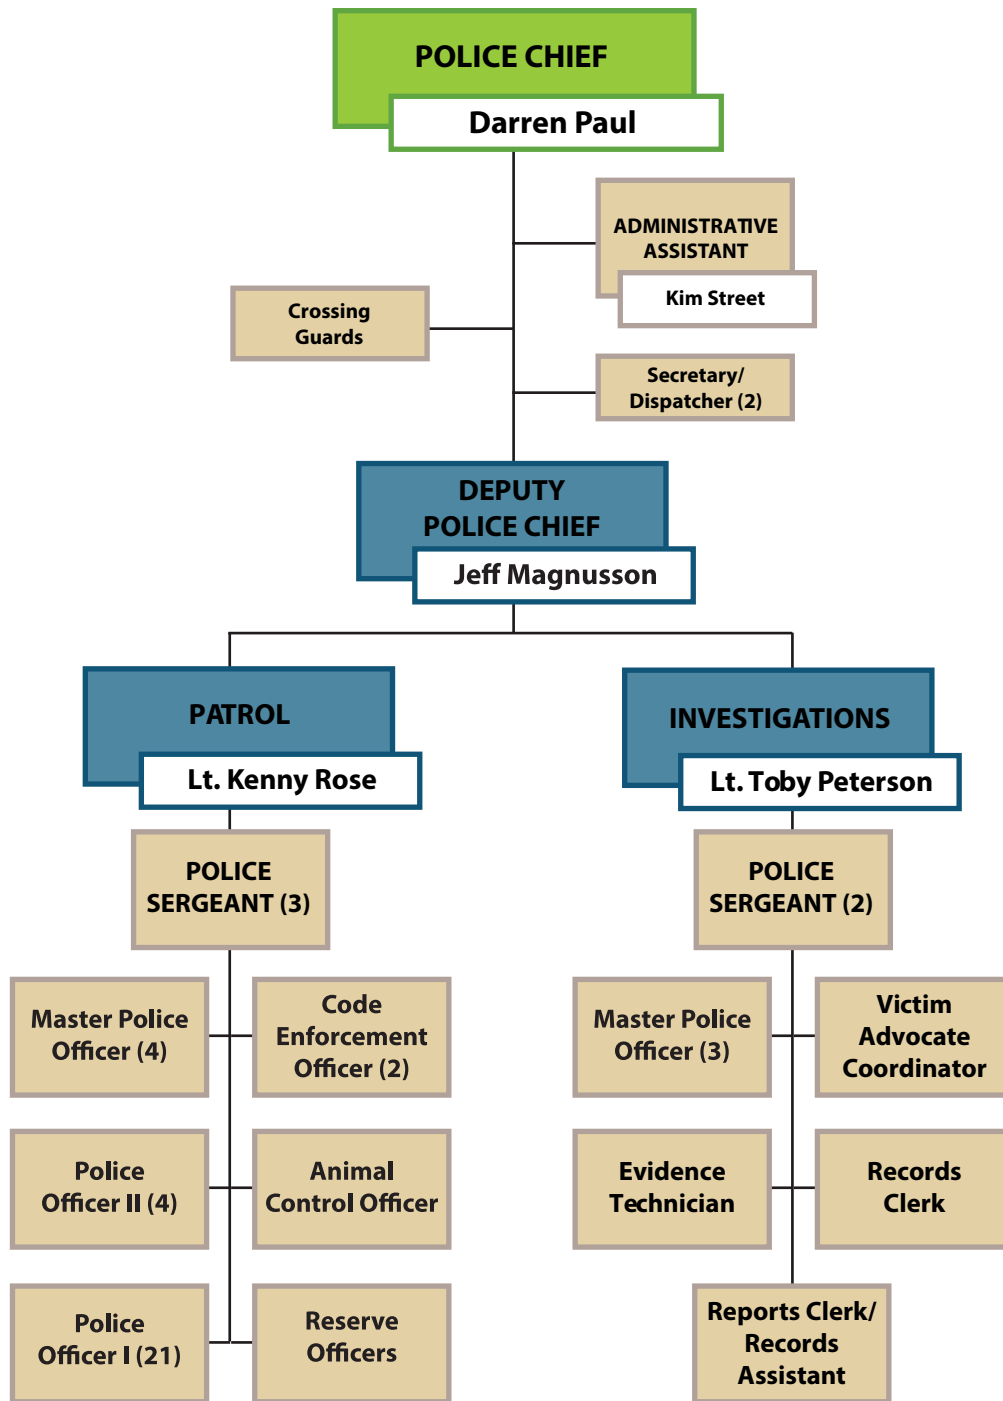 POLICE CHIEF
Darren Paul
ADMINISTRATIVE
ASSISTANT
Kim Street
Crossing
Guards
Secretary/
Dispatcher (2)
DEPUTY
POLICE CHIEF
Jeff Magnusson
PATROL
Lt. Kenny Rose
INVESTIGATIONS
Lt. Toby Peterson
POLICE
SERGEANT (3)
Master Police
Officer (4)
Code
Enforcement
Officer (2)
Police
Officer II (4)
Animal
Control Officer
Police
Officer I (21)
Reserve
Officers
POLICE
SERGEANT (2)
Master Police
Officer (3)
Victim
Advocate
Coordinator
Evidence
Technician
Records
Clerk
Reports Clerk/
Records
Assistant